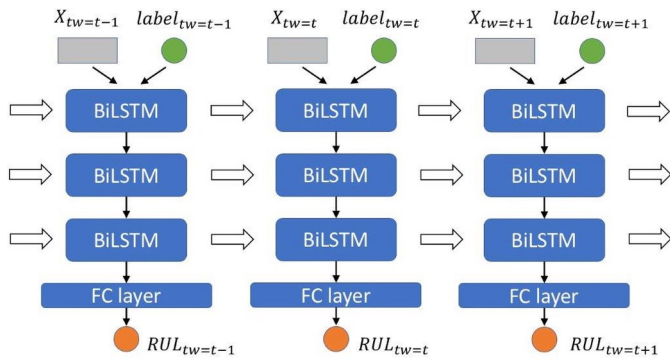 X_{tw=t-1} label_{tw=t-1} X_{tw=t} label_{tw=t} X_{tw=t+1} label_{tw=t+1}
BiLSTM BiLSTM BiLSTM
BiLSTM BiLSTM BiLSTM
BiLSTM BiLSTM BiLSTM
FC layer FC layer FC layer
RUL_{tw=t-1} RUL_{tw=t} RUL_{tw=t+1}